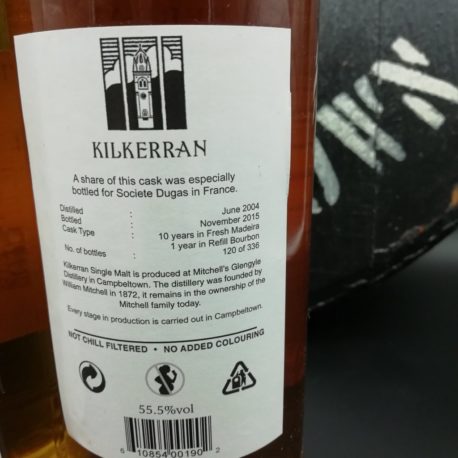 KILKERRAN
A share of this cask was especially
bottled for Societe Dugas in France.
Distilled : June 2004
Bottled : November 2015
Cask Type : 10 years in Fresh Madeira
1 year in Refill Bourbon
No. of bottles : 120 of 336
Kilkerran Single Malt is produced at Mitchell's Glengyle
Distillery in Campbeltown. The distillery was founded by
William Mitchell in 1872, it remains in the ownership of the
Mitchell family today.
Every stage in production is carried out in Campbeltown.
NOT CHILL FILTERED • NO ADDED COLOURING
55.5%vol
6 10854 00190 2